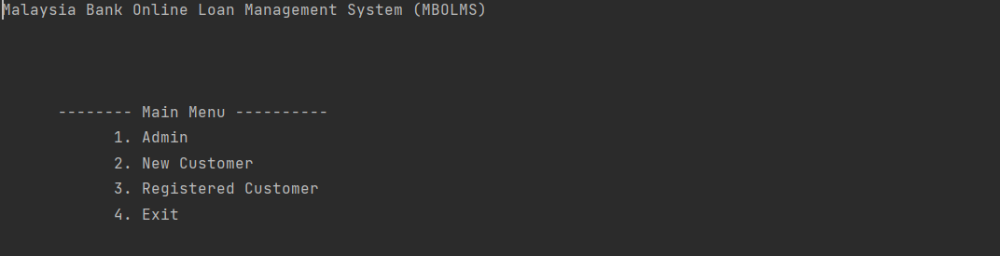 Malaysia Bank Online Loan Management System (MBOLMS)
-------- Main Menu ----------
1. Admin
2. New Customer
3. Registered Customer
4. Exit